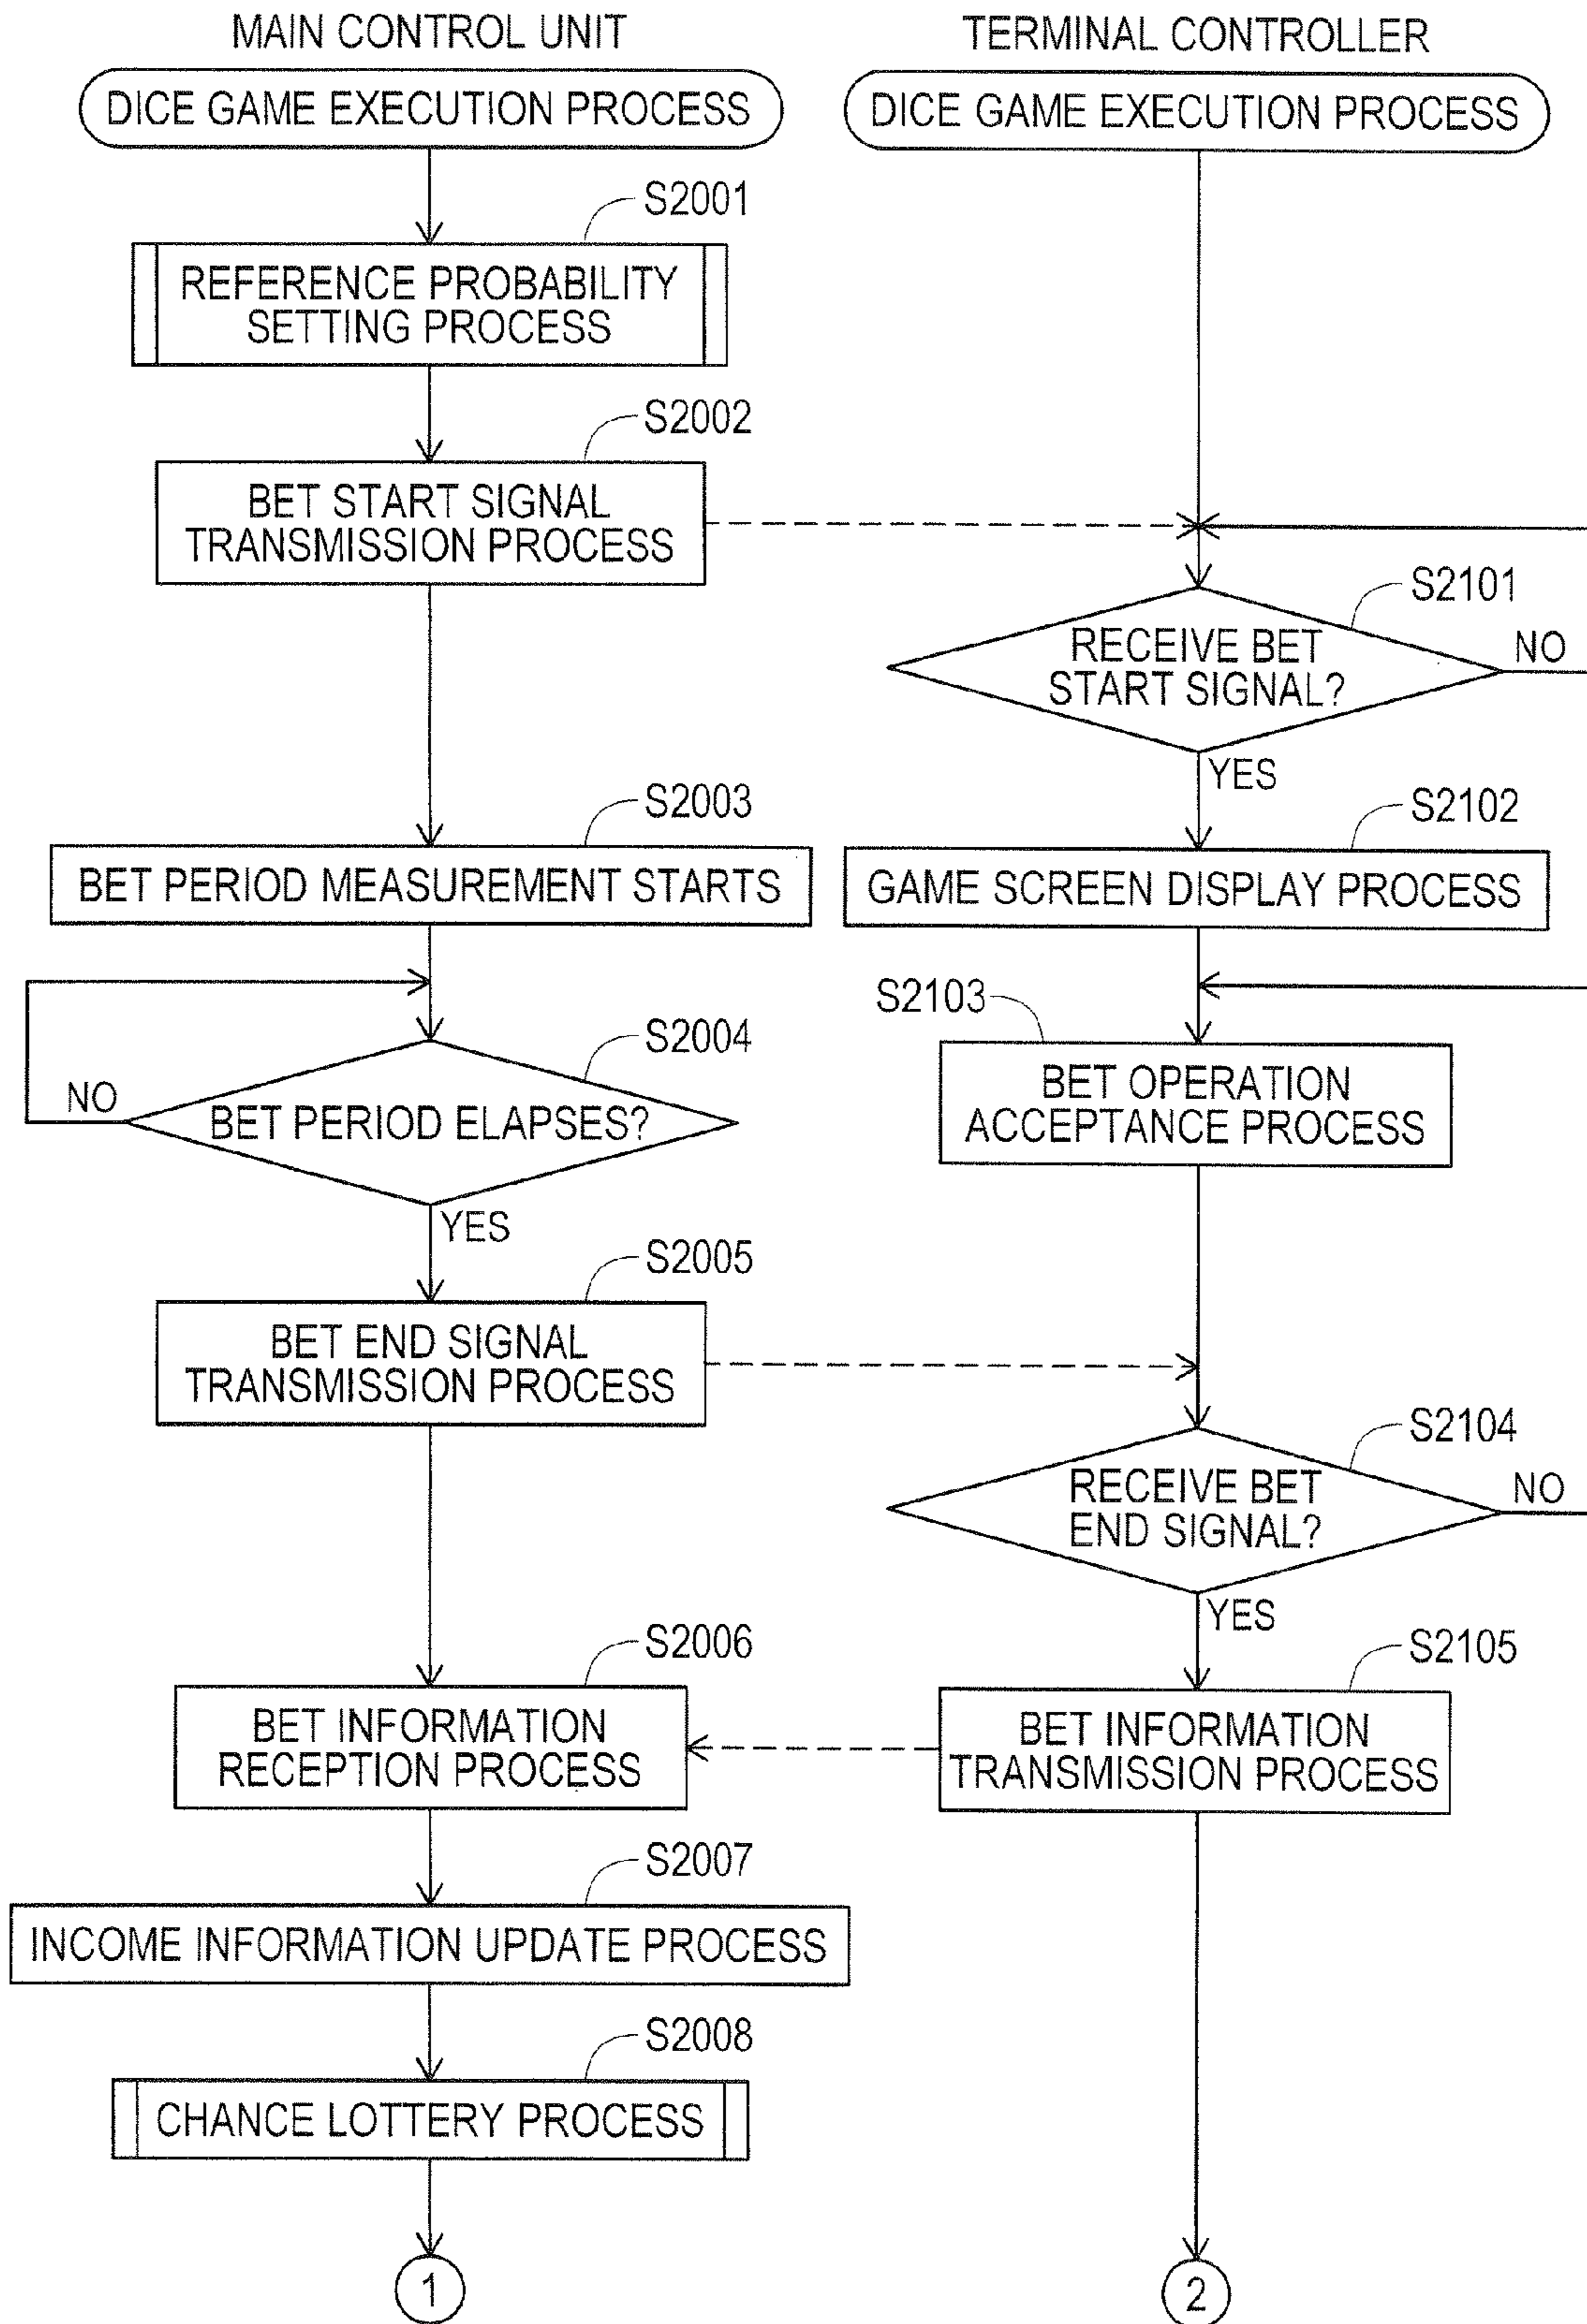 MAIN CONTROL UNIT
DICE GAME EXECUTION PROCESS
S2001
REFERENCE PROBABILITY
SETTING PROCESS
S2002
BET START SIGNAL
TRANSMISSION PROCESS
S2003
BET PERIOD MEASUREMENT STARTS
S2004
NO
BET PERIOD ELAPSES?
YES
S2005
BET END SIGNAL
TRANSMISSION PROCESS
S2006
BET INFORMATION
RECEPTION PROCESS
S2007
INCOME INFORMATION UPDATE PROCESS
S2008
CHANCE LOTTERY PROCESS
1
TERMINAL CONTROLLER
DICE GAME EXECUTION PROCESS
S2101
RECEIVE BET
START SIGNAL?
NO
YES
S2102
GAME SCREEN DISPLAY PROCESS
S2103
BET OPERATION
ACCEPTANCE PROCESS
S2104
RECEIVE BET
END SIGNAL?
NO
YES
S2105
BET INFORMATION
TRANSMISSION PROCESS
2